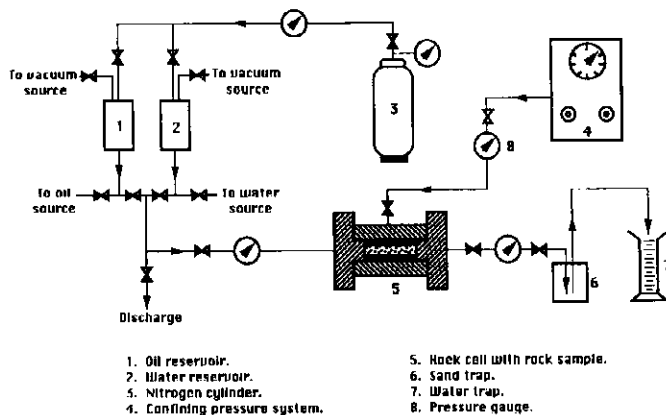 To vacuum
source
To vacuum
source
1
2
3
4
8
To oil
source
To water
source
5
6
Discharge
1. Oil reservoir.
2. Water reservoir.
3. Nitrogen cylinder.
4. Confining pressure system.
5. Rock cell with rock sample.
6. Sand trap.
7. Water trap.
8. Pressure gauge.